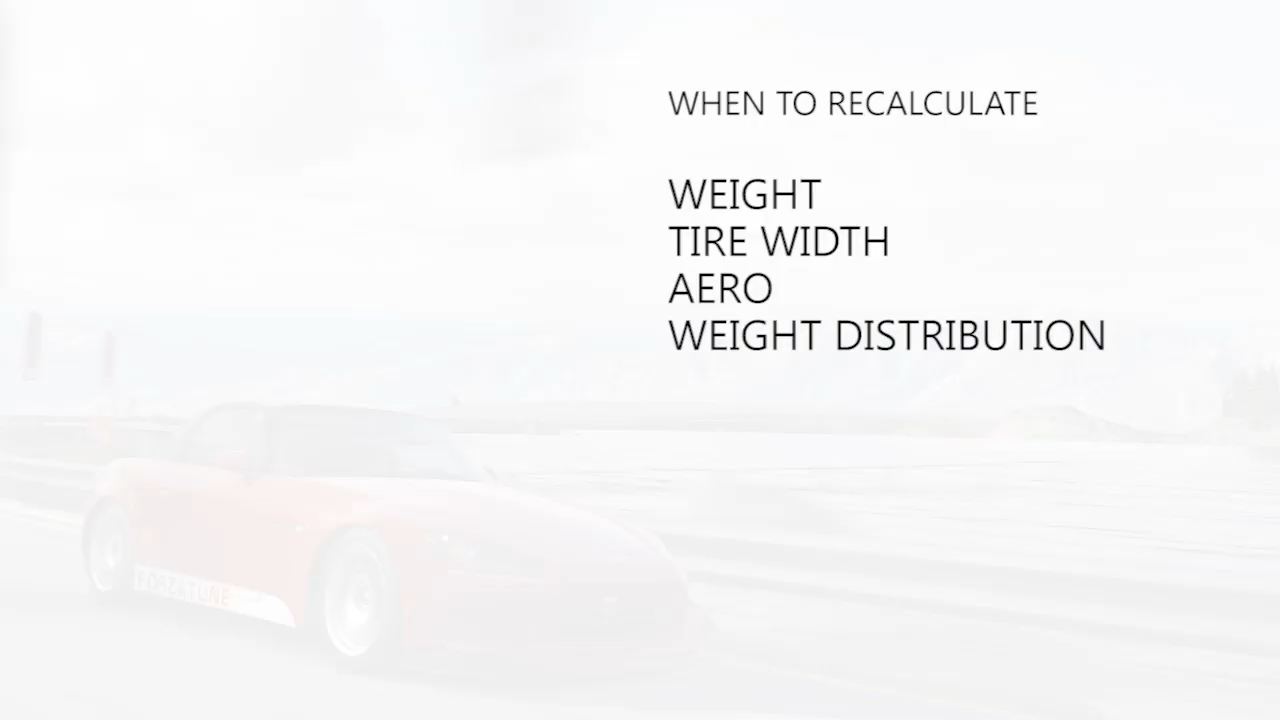 WHEN TO RECALCULATE
WEIGHT
TIRE WIDTH
AERO
WEIGHT DISTRIBUTION